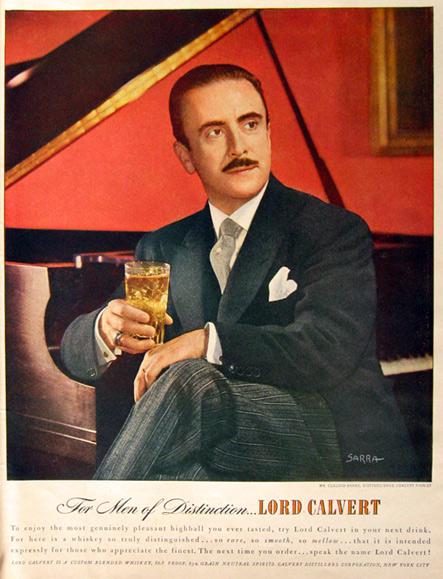 SARRA
MR. CLAUDIO ARRAU, DISTINGUISHED CONCERT PIANIST
For Men of Distinction...LORD CALVERT
To enjoy the most genuinely pleasant highball you ever tasted, try Lord Calvert in your next drink.
For here is a whiskey so truly distinguished...so rare, so smooth, so mellow...that it is intended
expressly for those who appreciate the finest. The next time you order...speak the name Lord Calvert!
LORD CALVERT IS A CUSTOM BLENDED WHISKEY, 86.8 PROOF, 65% GRAIN NEUTRAL SPIRITS. CALVERT DISTILLERS CORPORATION, NEW YORK CITY